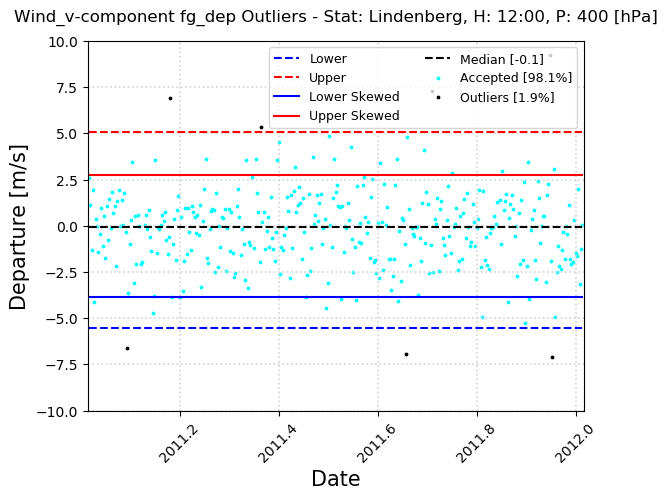 Wind_v-component fg_dep Outliers - Stat: Lindenberg, H: 12:00, P: 400 [hPa]
Departure [m/s]
10.0
7.5
5.0
2.5
0.0
−2.5
−5.0
−7.5
−10.0
Lower
Upper
Lower Skewed
Upper Skewed
Median [-0.1]
Accepted [98.1%]
Outliers [1.9%]
2011.2
2011.4
2011.6
2011.8
2012.0
Date